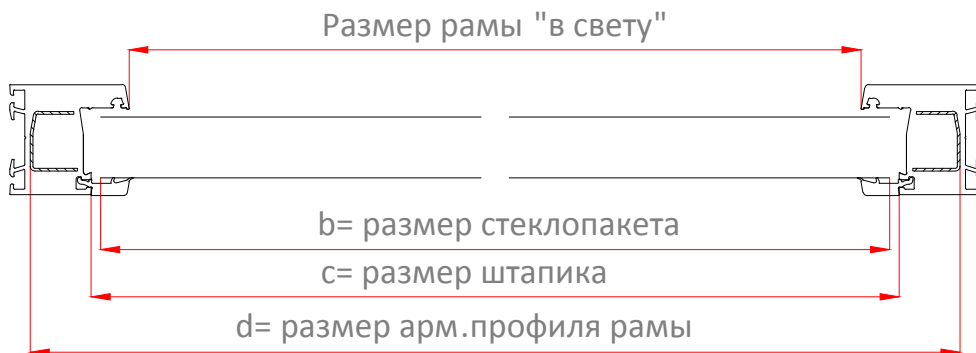 Размер рамы "в свету"
b= размер стеклопакета
c= размер штапика
d= размер арм.профиля рамы